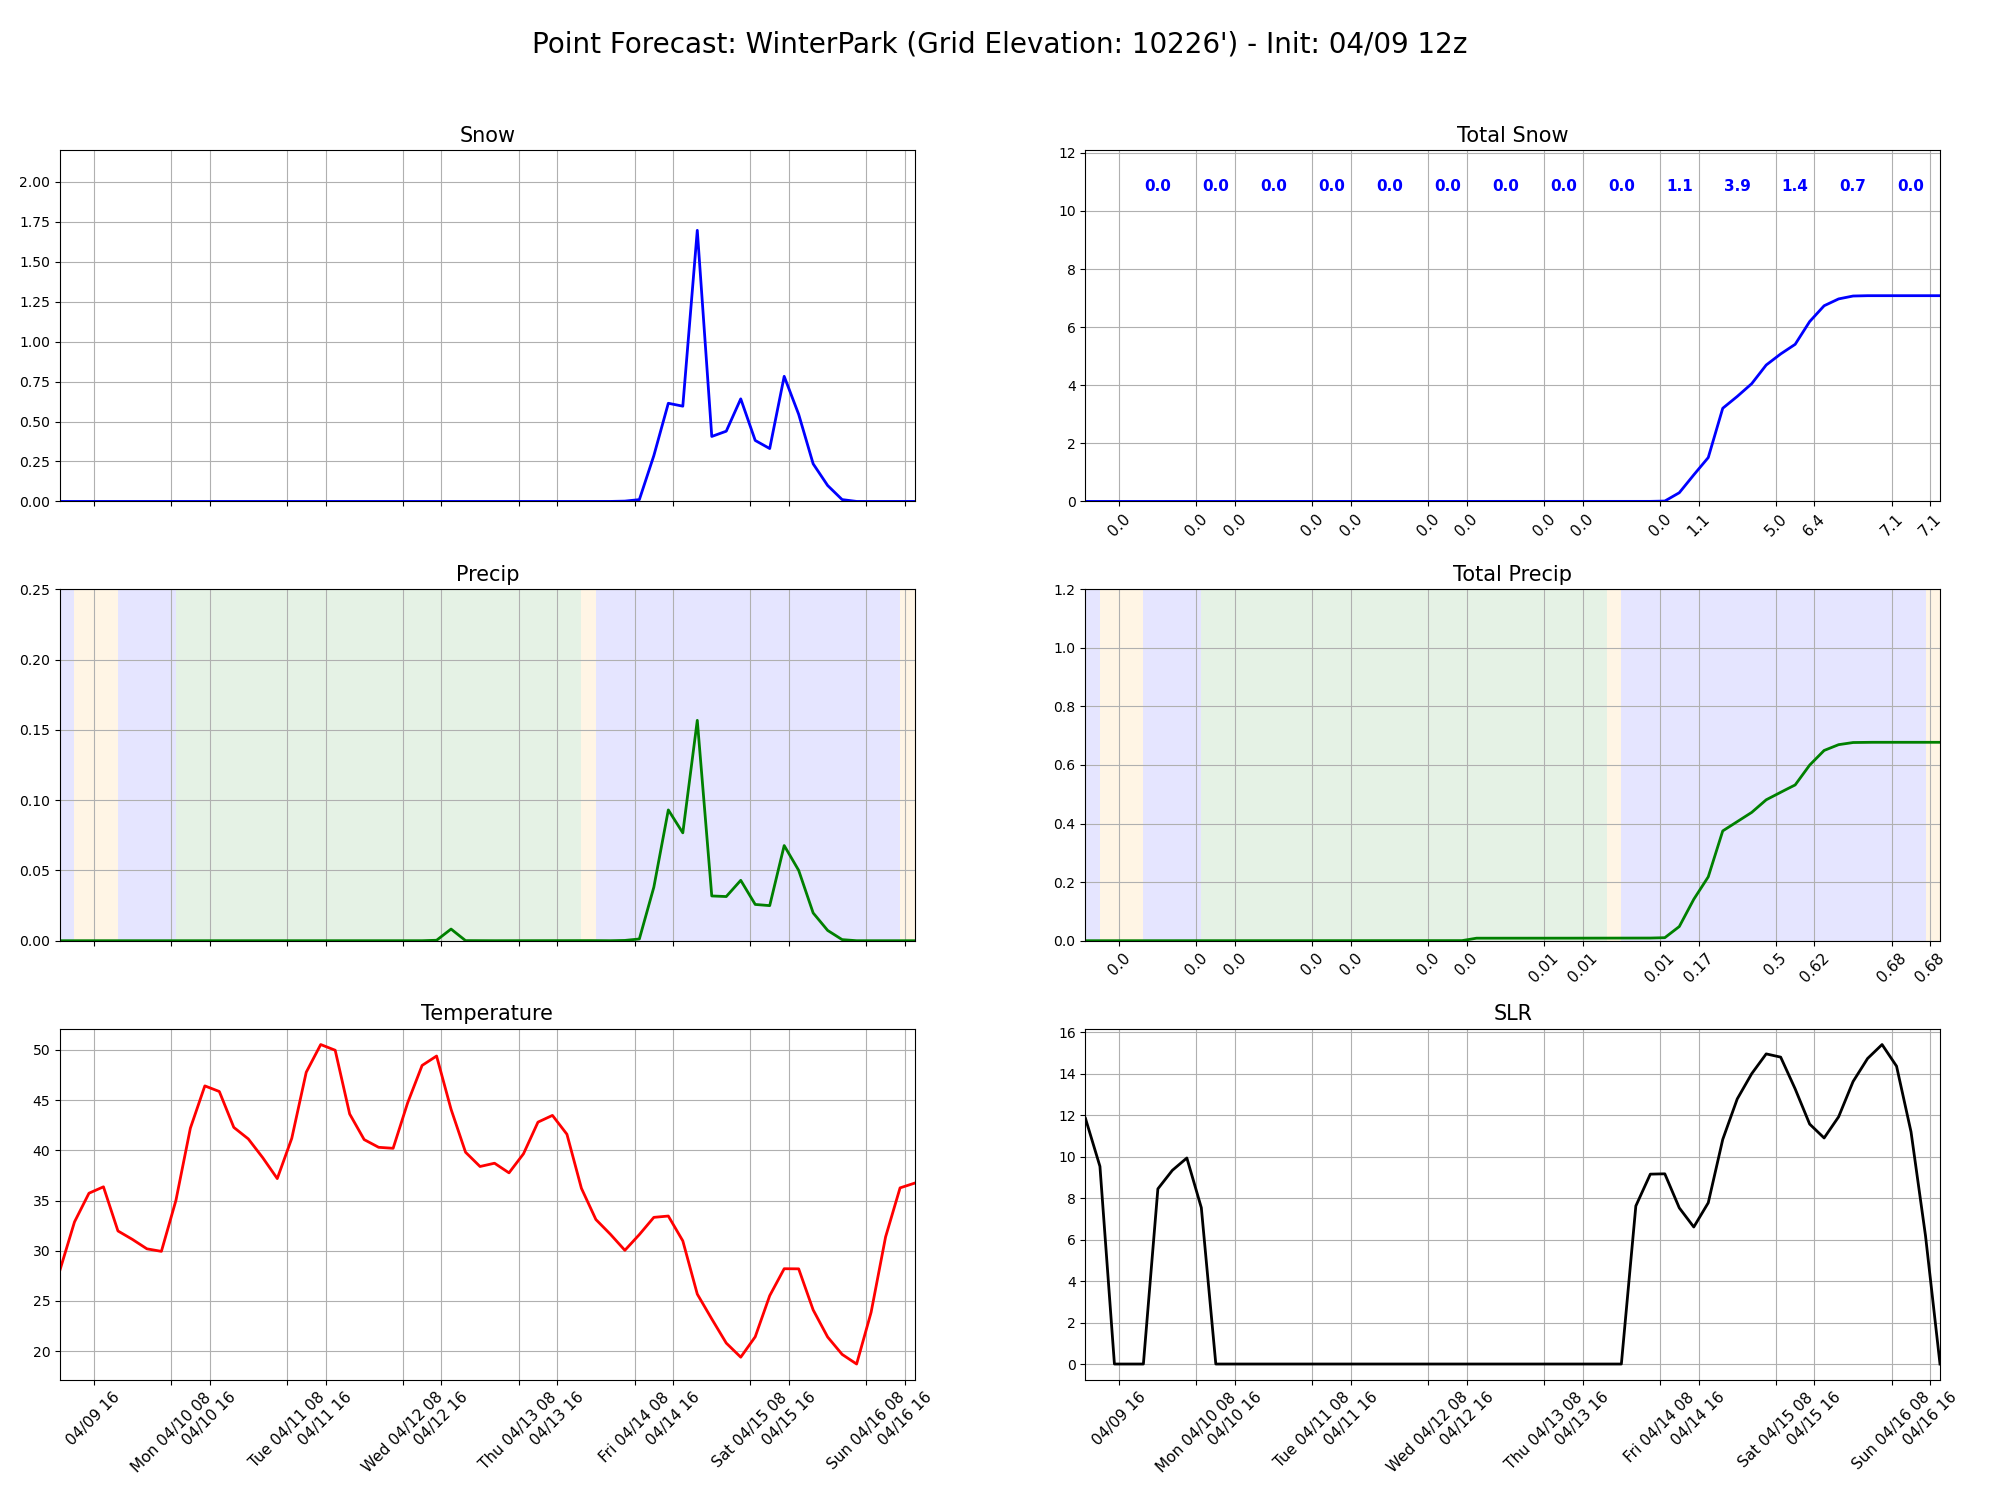 Point Forecast: WinterPark (Grid Elevation: 10226') - Init: 04/09 12z
Snow
2.00
1.75
1.50
1.25
1.00
0.75
0.50
0.25
0.00
Total Snow
12
10
8
6
4
2
0
0.0 0.0 0.0 0.0 0.0 0.0 0.0 0.0 0.0 1.1 3.9 1.4 0.7 0.0
0.0 0.0 0.0 0.0 0.0 0.0 0.0 0.0 0.0 0.0 1.1 5.0 6.4 7.1 7.1
Precip
0.25
0.20
0.15
0.10
0.05
0.00
Total Precip
1.2
1.0
0.8
0.6
0.4
0.2
0.0
0.0 0.0 0.0 0.0 0.0 0.0 0.0 0.01 0.01 0.01 0.17 0.5 0.62 0.68 0.68
Temperature
50
45
40
35
30
25
20
04/09 16
Mon 04/10 08
04/10 16
Tue 04/11 08
04/11 16
Wed 04/12 08
04/12 16
Thu 04/13 08
04/13 16
Fri 04/14 08
04/14 16
Sat 04/15 08
04/15 16
Sun 04/16 08
04/16 16
SLR
16
14
12
10
8
6
4
2
0
04/09 16
Mon 04/10 08
04/10 16
Tue 04/11 08
04/11 16
Wed 04/12 08
04/12 16
Thu 04/13 08
04/13 16
Fri 04/14 08
04/14 16
Sat 04/15 08
04/15 16
Sun 04/16 08
04/16 16